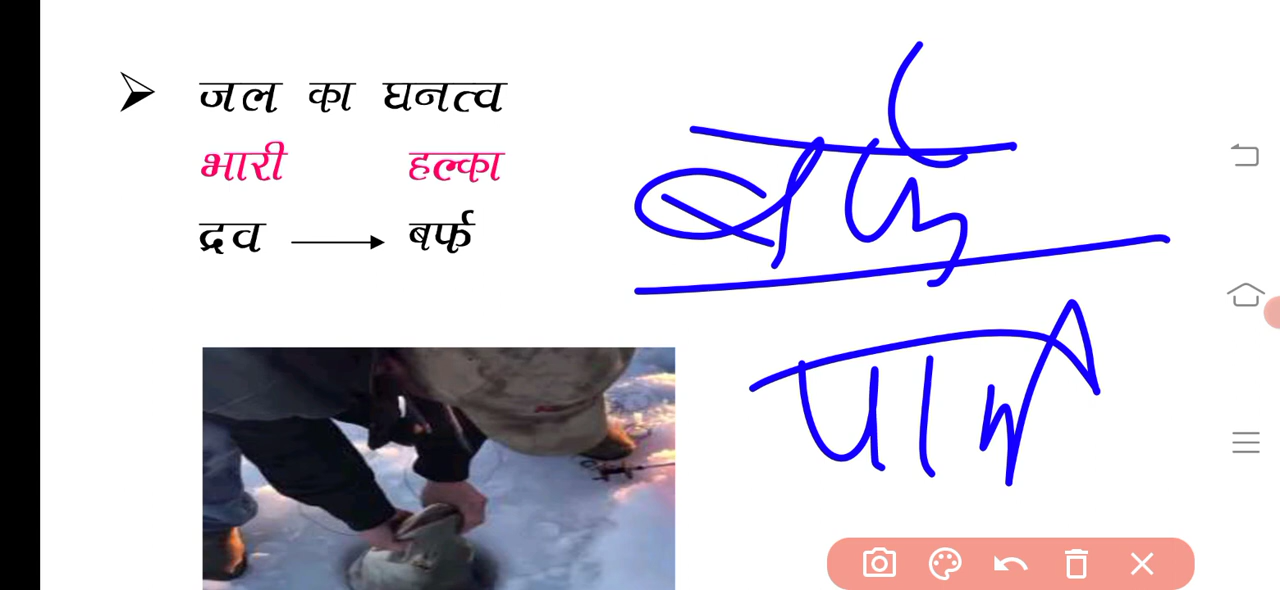 जल का घनत्व
भारी हल्का
द्रव → बर्फ
बर्फ
पानी